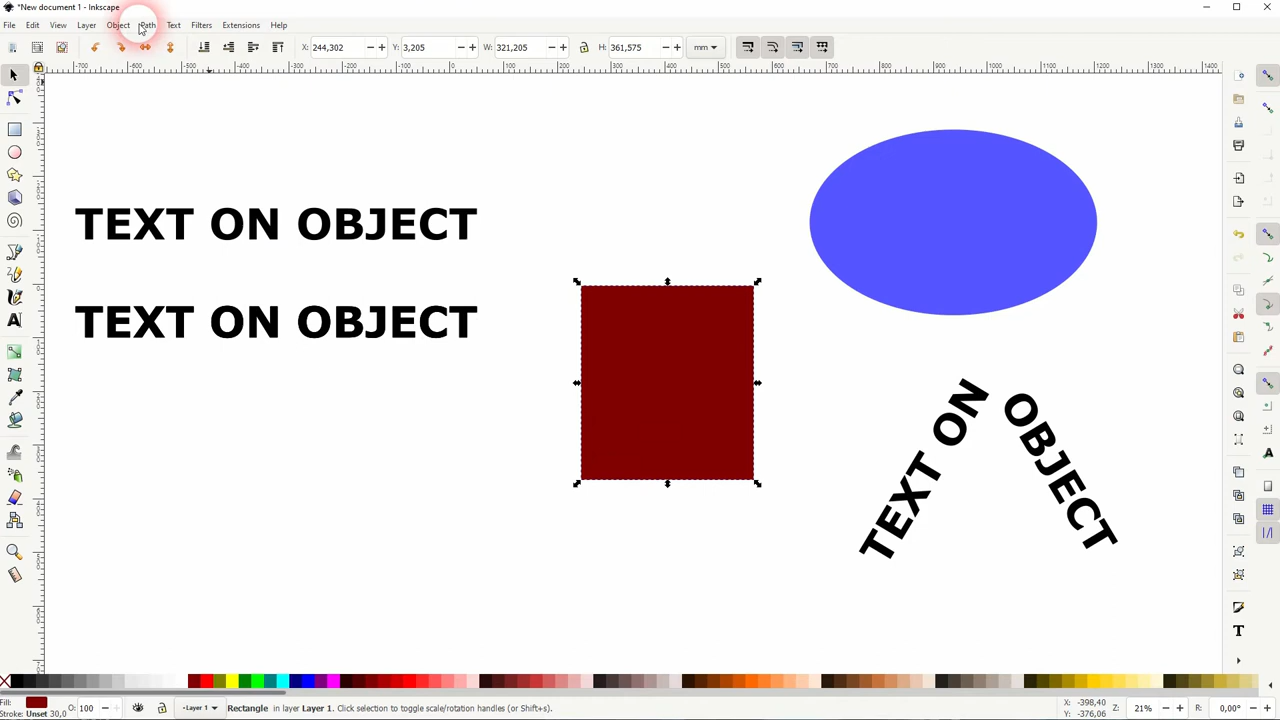 *New document 1 - Inkscape
File Edit View Layer Object Path Text Filters Extensions Help
X: 244,302 Y: 3,205 W: 321,205 H: 361,575 mm
TEXT ON OBJECT
TEXT ON OBJECT
TEXT ON OBJECT
Fill:
Stroke: Unset 30,0
O: 100
-Layer 1
Rectangle in layer Layer 1. Click selection to toggle scale/rotation handles (or Shift+s).
X: -398,40
Y: -376,06
Z: 21%
R: 0,00°